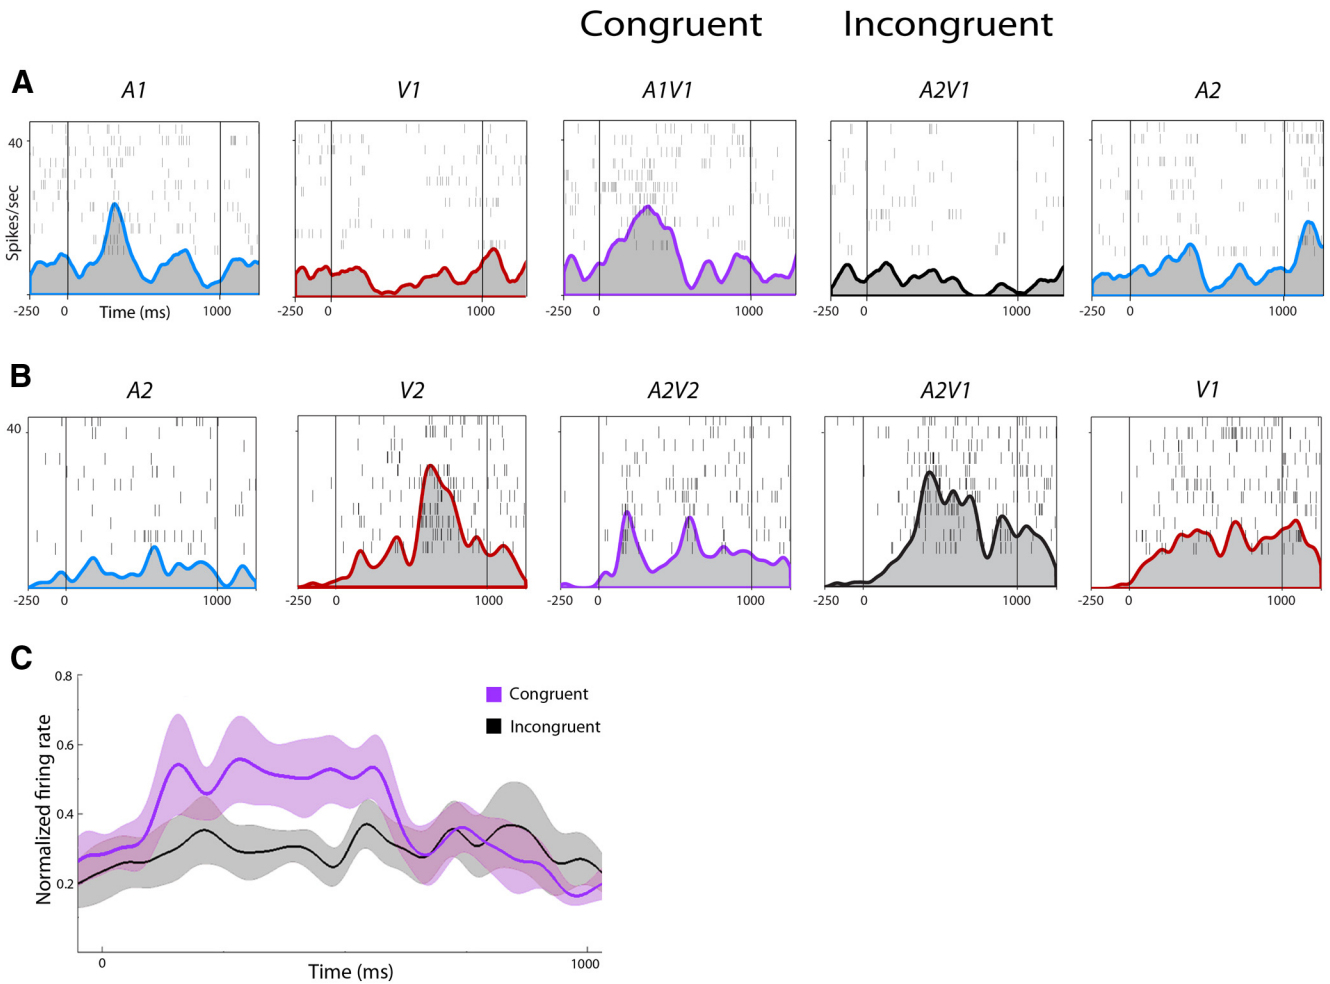 Congruent Incongruent
A
A1 V1 A1V1 A2V1 A2
40
Spikes/sec
-250 0 Time (ms) 1000 -250 0 1000 -250 0 1000 -250 0 1000 -250 0 1000
B
A2 V2 A2V2 A2V1 V1
40
-250 0 1000 -250 0 1000 -250 0 1000 -250 0 1000 -250 0 1000
C
0.8
Congruent
Incongruent
0.6
0.4
0.2
Normalized firing rate
0 1000
Time (ms)